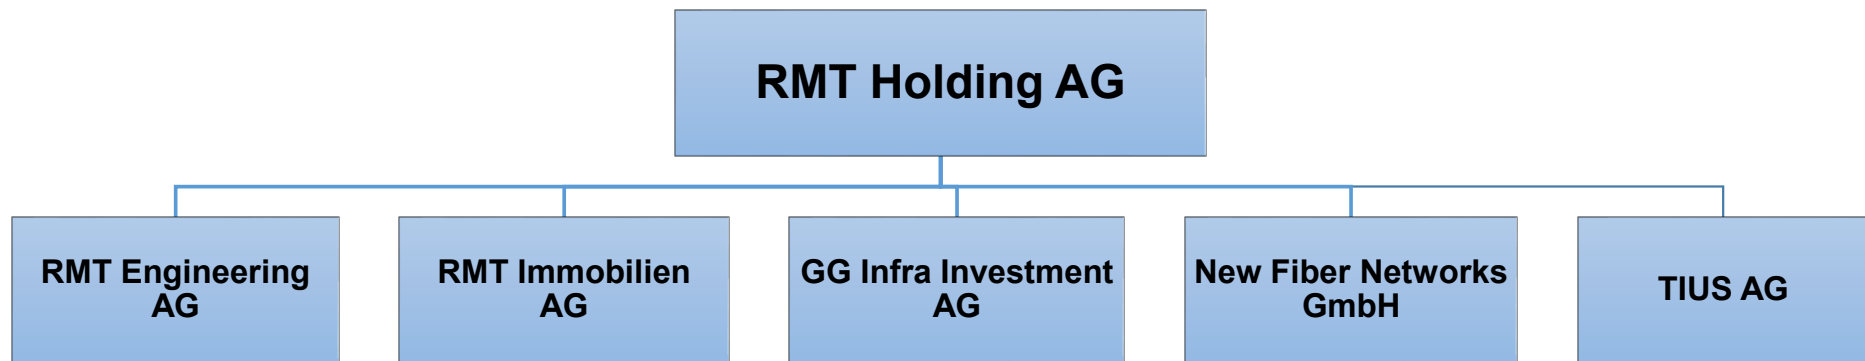 RMT Holding AG
RMT Engineering
AG
RMT Immobilien
AG
GG Infra Investment
AG
New Fiber Networks
GmbH
TIUS AG